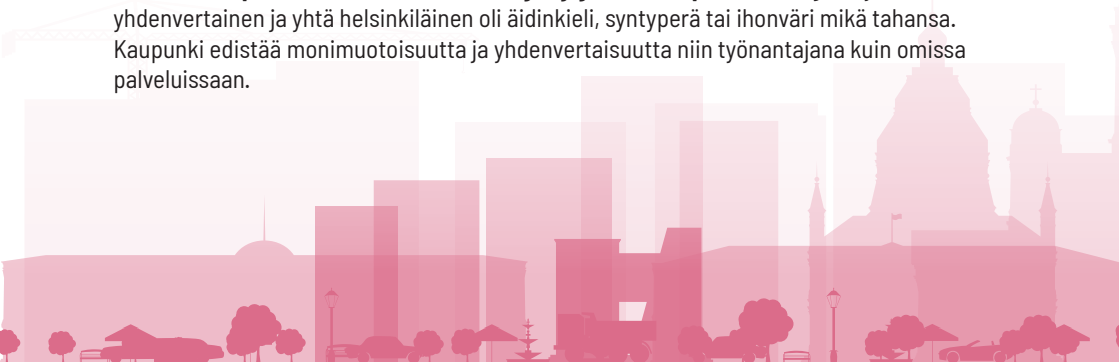 yhdenvertainen ja yhtä helsinkiläinen oli äidinkieli, syntyperä tai ihonväri mikä tahansa.
Kaupunki edistää monimuotoisuutta ja yhdenvertaisuutta niin työnantajana kuin omissa
palveluissaan.